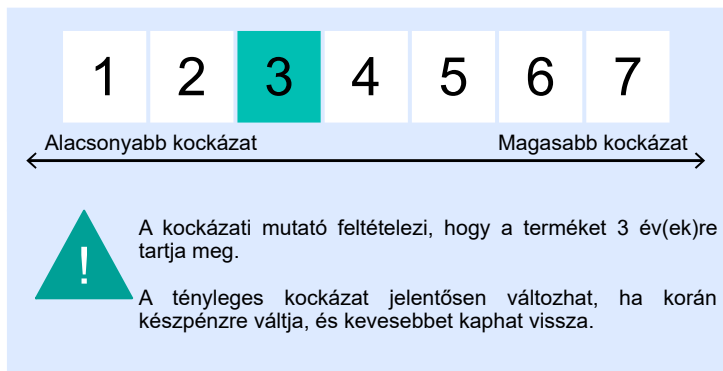 1 2 3 4 5 6 7
Alacsonyabb kockázat Magasabb kockázat
! A kockázati mutató feltételezi, hogy a terméket 3 év(ek)re
tartja meg.
A tényleges kockázat jelentősen változhat, ha korán
készpénzre váltja, és kevesebbet kaphat vissza.